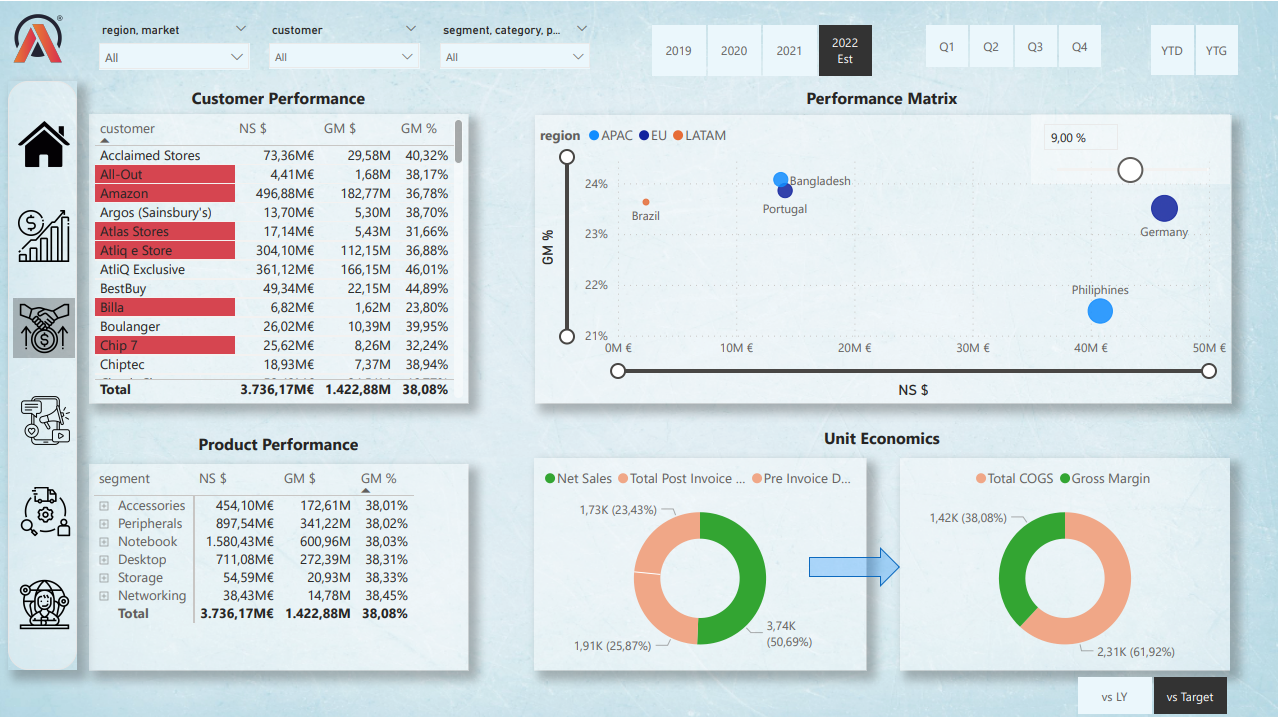 region, market
customer
segment, category, p...
All
All
All
2019
2020
2021
2022
Est
Q1
Q2
Q3
Q4
YTD
YTG
Customer Performance
customer NS $ GM $ GM %
Acclaimed Stores 73,36M€ 29,58M 40,32%
All-Out 4,41M€ 1,68M 38,17%
Amazon 496,88M€ 182,77M 36,78%
Argos (Sainsbury's) 13,70M€ 5,30M 38,70%
Atlas Stores 17,14M€ 5,43M 31,66%
Atliq e Store 304,10M€ 112,15M 36,88%
AtliQ Exclusive 361,12M€ 166,15M 46,01%
BestBuy 49,34M€ 22,15M 44,89%
Billa 6,82M€ 1,62M 23,80%
Boulanger 26,02M€ 10,39M 39,95%
Chip 7 25,62M€ 8,26M 32,24%
Chiptec 18,93M€ 7,37M 38,94%
Total 3.736,17M€ 1.422,88M 38,08%
Performance Matrix
region APAC EU LATAM
9,00 %
GM %
24%
23%
22%
21%
Bangladesh
Portugal
Brazil
Germany
Philiphines
0M € 10M € 20M € 30M € 40M € 50M €
NS $
Product Performance
segment NS $ GM $ GM %
Accessories 454,10M€ 172,61M 38,01%
Peripherals 897,54M€ 341,22M 38,02%
Notebook 1.580,43M€ 600,96M 38,03%
Desktop 711,08M€ 272,39M 38,31%
Storage 54,59M€ 20,93M 38,33%
Networking 38,43M€ 14,78M 38,45%
Total 3.736,17M€ 1.422,88M 38,08%
Unit Economics
Net Sales Total Post Invoice ... Pre Invoice D...
1,73K (23,43%)
3,74K
(50,69%)
1,91K (25,87%)
Total COGS Gross Margin
1,42K (38,08%)
2,31K (61,92%)
vs LY
vs Target